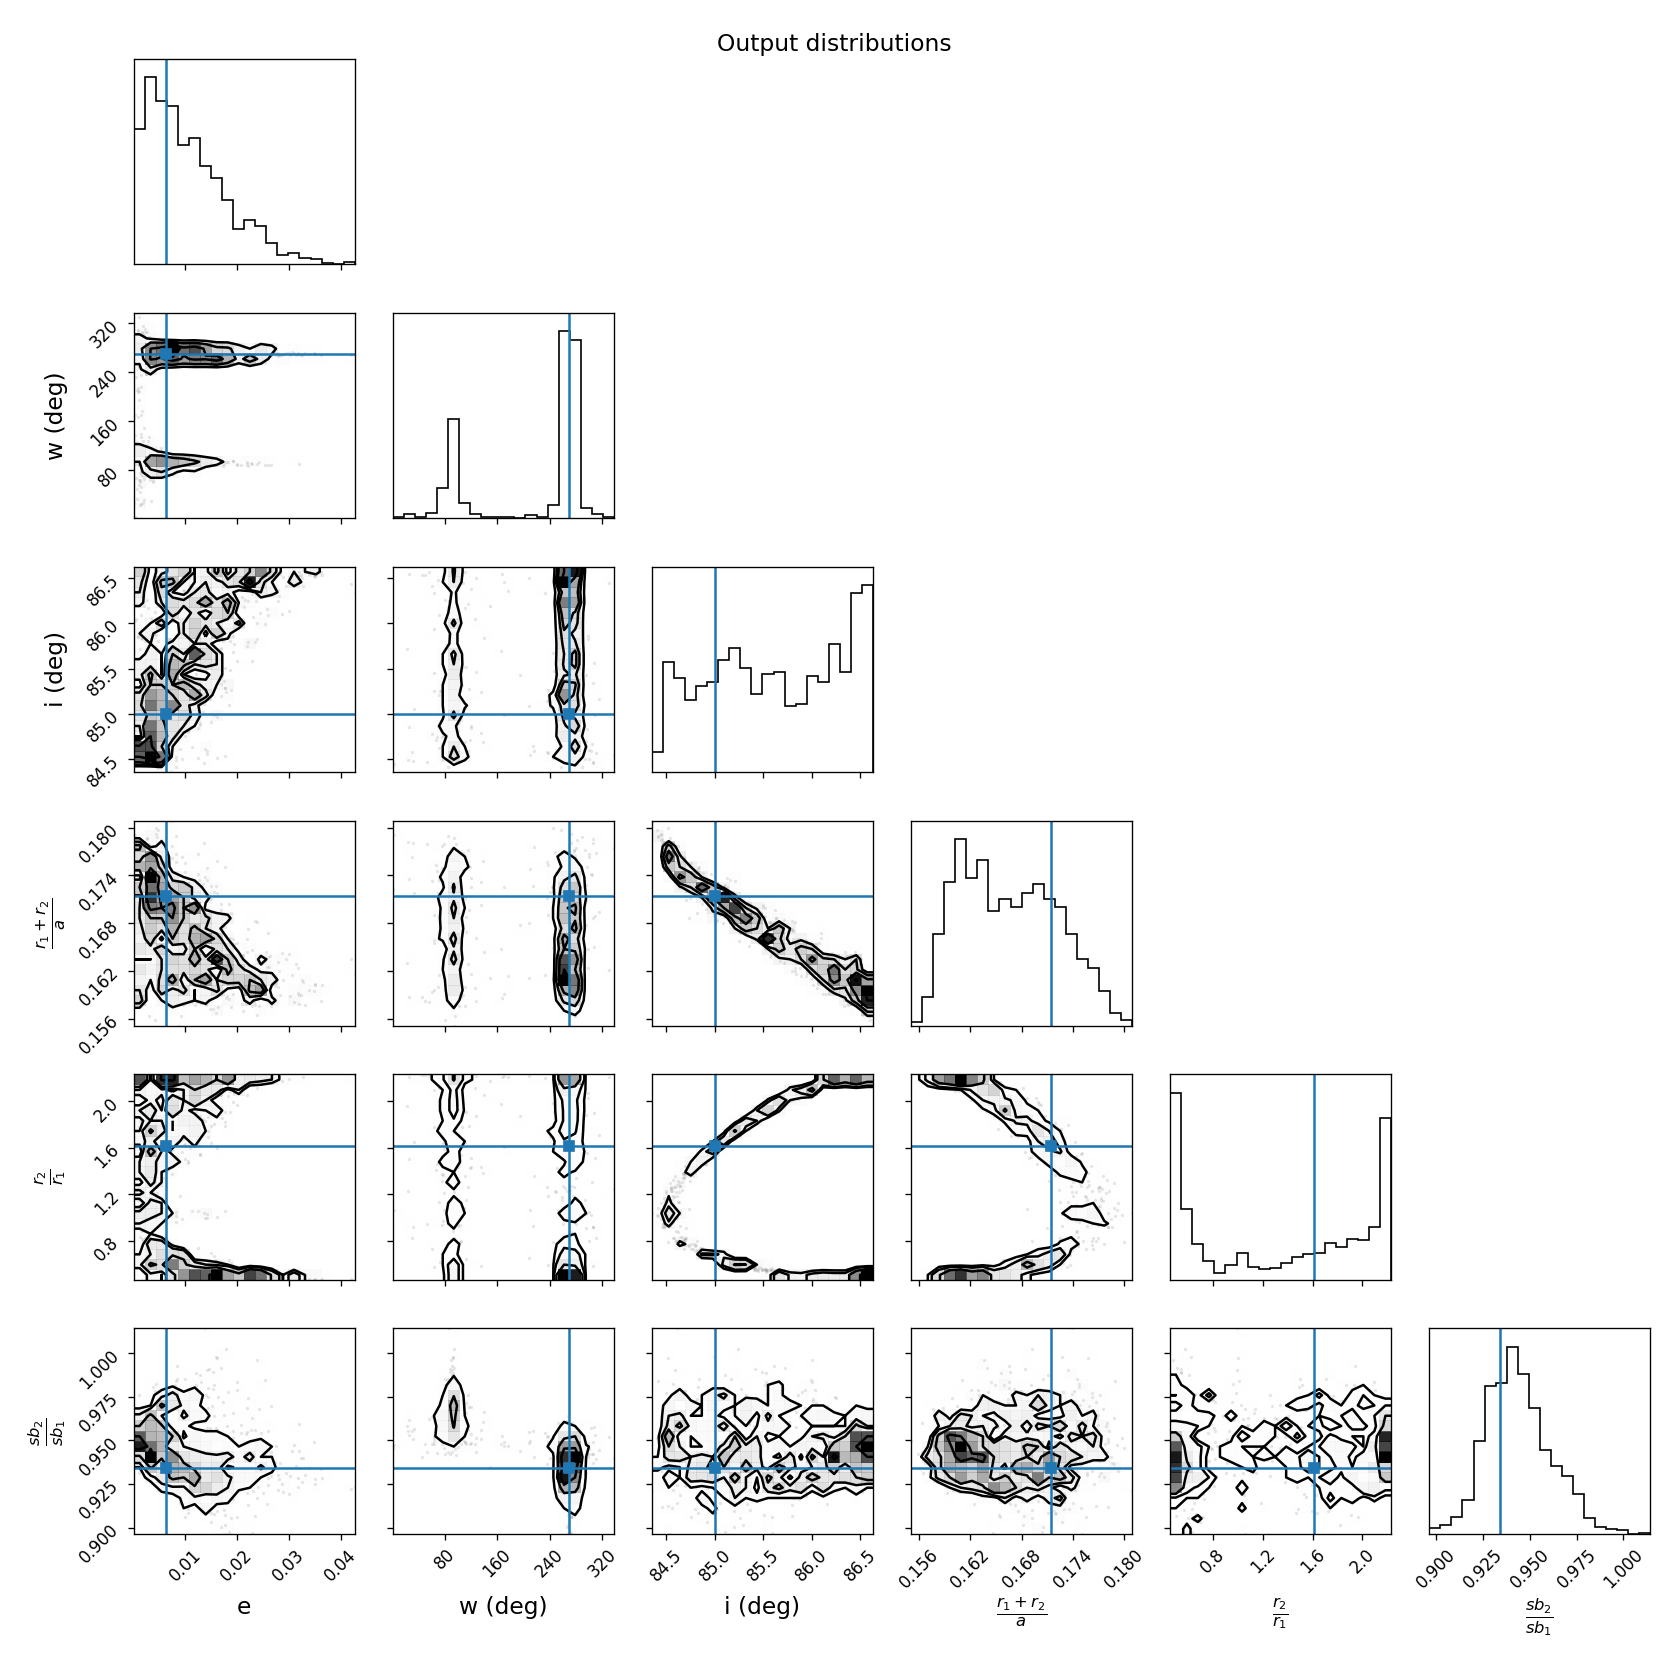 Output distributions
w (deg)
320
240
160
80
i (deg)
86.5
86.0
85.5
85.0
84.5
r₁ + r₂
a
0.180
0.174
0.168
0.162
0.156
r₂
r₁
2.0
1.6
1.2
0.8
sb₂
sb₁
1.000
0.975
0.950
0.925
0.900
0.01 0.02 0.03 0.04
80 160 240 320
84.5 85.0 85.5 86.0 86.5
0.156 0.162 0.168 0.174 0.180
0.8 1.2 1.6 2.0
0.900 0.925 0.950 0.975 1.000
e
w (deg)
i (deg)
r₁ + r₂
a
r₂
r₁
sb₂
sb₁